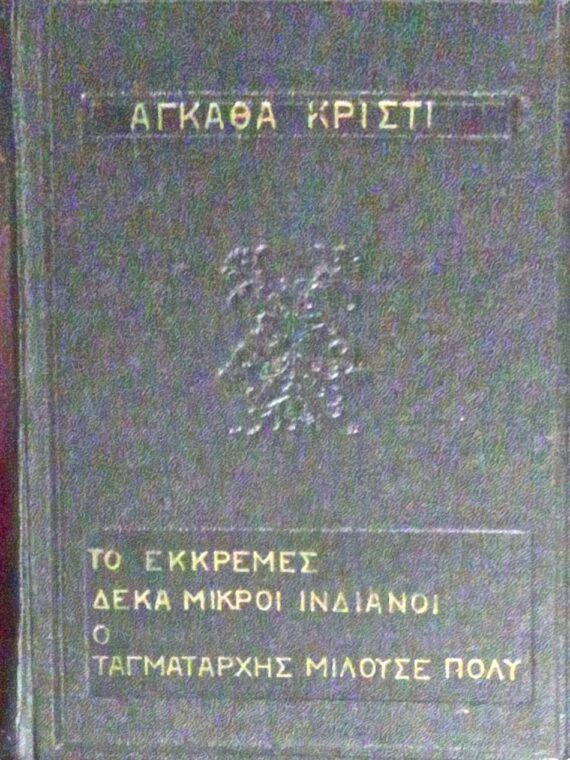 ΑΓΚΑΘΑ ΚΡΙΣΤΙ
ΤΟ ΕΚΚΡΕΜΕΣ
ΔΕΚΑ ΜΙΚΡΟΙ ΙΝΔΙΑΝΟΙ
Ο
ΤΑΓΜΑΤΑΡΧΗΣ ΜΙΛΟΥΣΕ ΠΟΛΥ